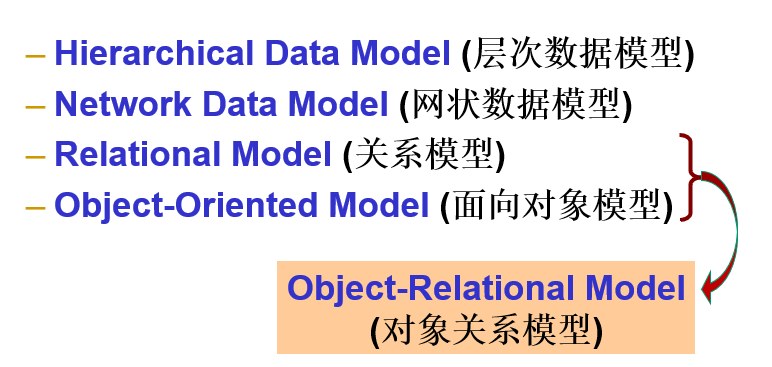 – Hierarchical Data Model (层次数据模型)
– Network Data Model (网状数据模型)
– Relational Model (关系模型)
– Object-Oriented Model (面向对象模型)
Object-Relational Model
(对象关系模型)